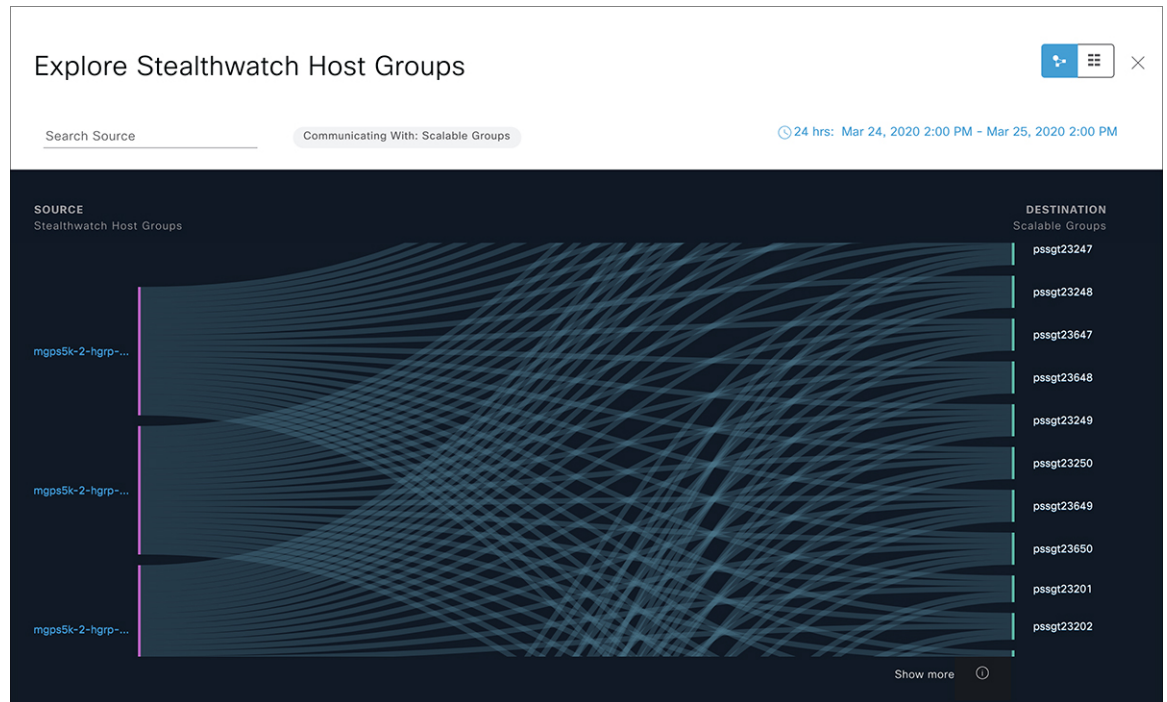 Explore Stealthwatch Host Groups
Search Source
Communicating With: Scalable Groups
24 hrs: Mar 24, 2020 2:00 PM - Mar 25, 2020 2:00 PM
SOURCE
Stealthwatch Host Groups
DESTINATION
Scalable Groups
mgps5k-2-hgrp-...
mgps5k-2-hgrp-...
mgps5k-2-hgrp-...
pssgt23247
pssgt23248
pssgt23647
pssgt23648
pssgt23249
pssgt23250
pssgt23649
pssgt23650
pssgt23201
pssgt23202
Show more